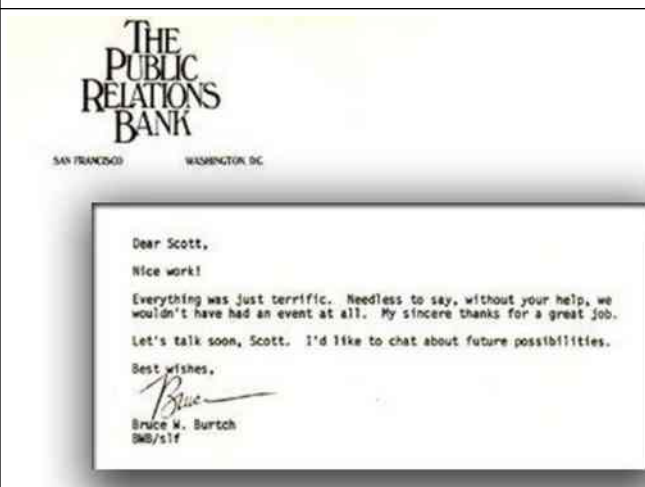 THE
PUBLIC
RELATIONS
BANK
SAN FRANCISCO WASHINGTON, DC
Dear Scott,
Nice work!
Everything was just terrific. Needless to say, without your help, we
wouldn't have had an event at all. My sincere thanks for a great job.
Let's talk soon, Scott. I'd like to chat about future possibilities.
Best wishes,
Bruce
Bruce W. Burtch
BWB/slf